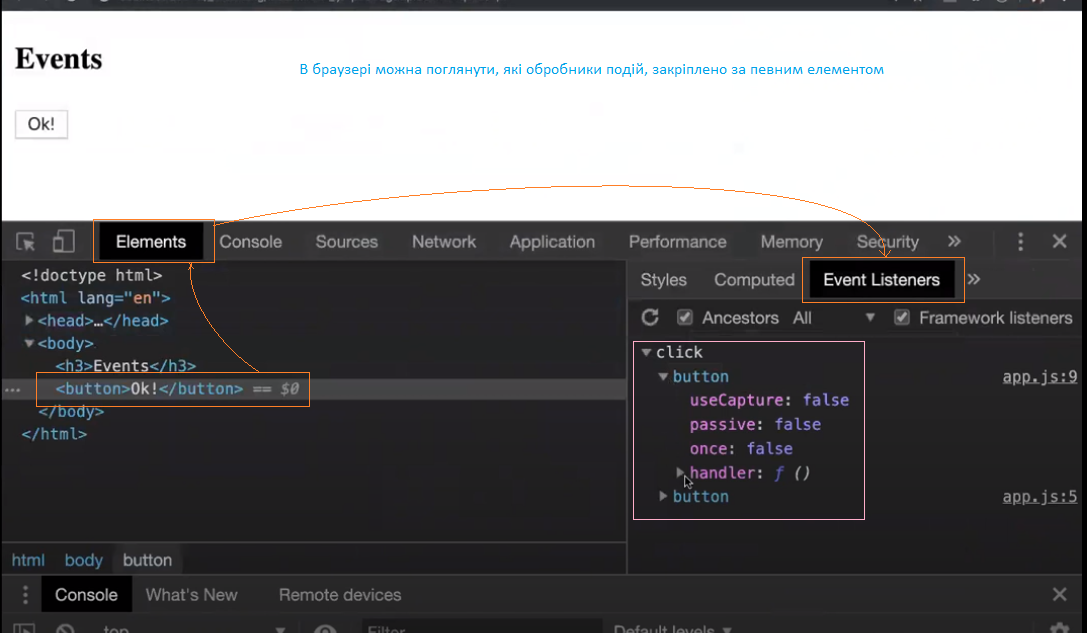 Events
В браузері можна поглянути, які обробники подій, закріплено за певним елементом
Ok!
Elements Console Sources Network Application Performance Memory Security »
<!doctype html>
<html lang="en">
<head>…</head>
<body>
<h3>Events</h3>
<button>Ok!</button> == $0
</body>
</html>
Styles Computed Event Listeners »
Ancestors All Framework listeners
click
button app.js:9
useCapture: false
passive: false
once: false
handler: ƒ ()
button app.js:5
html body button
Console What's New Remote devices
top Filter Default levels